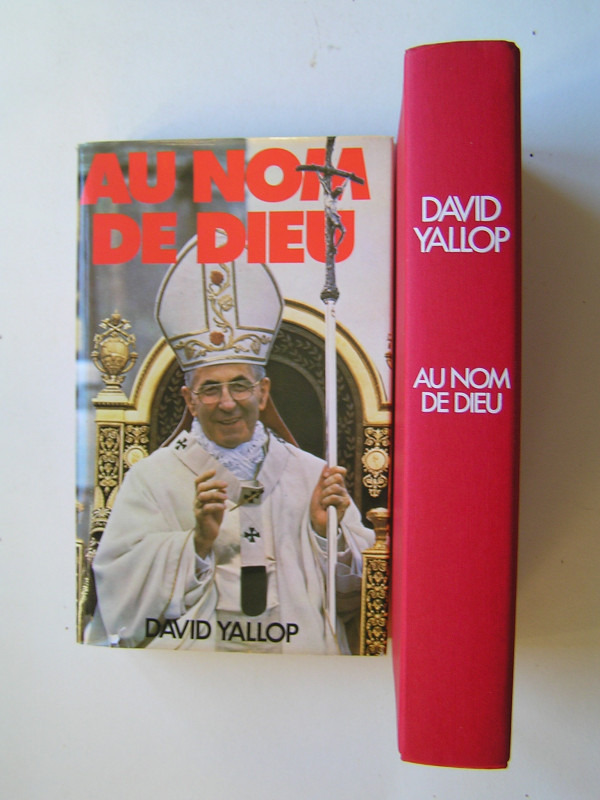 AU NOM
DE DIEU
DAVID YALLOP
DAVID
YALLOP
AU NOM
DE DIEU